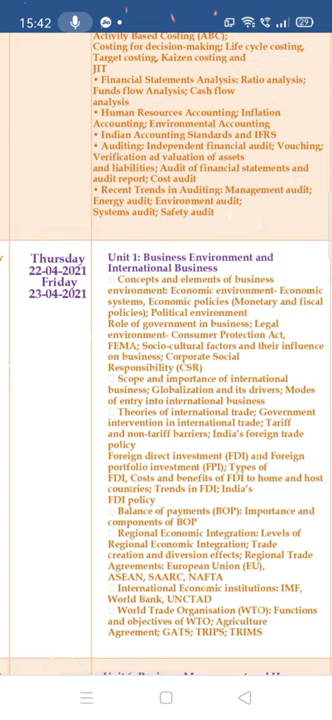 15:42
Activity Based Costing (ABC);
Costing for decision-making; Life cycle costing,
Target costing, Kaizen costing and
JIT
• Financial Statements Analysis: Ratio analysis;
Funds flow Analysis; Cash flow
analysis
• Human Resources Accounting; Inflation
Accounting; Environmental Accounting
• Indian Accounting Standards and IFRS
• Auditing: Independent financial audit; Vouching;
Verification ad valuation of assets
and liabilities; Audit of financial statements and
audit report; Cost audit
• Recent Trends in Auditing: Management audit;
Energy audit; Environment audit;
Systems audit; Safety audit
Thursday
22-04-2021
Friday
23-04-2021
Unit 1: Business Environment and
International Business
Concepts and elements of business
environment: Economic environment- Economic
systems, Economic policies (Monetary and fiscal
policies); Political environment
Role of government in business; Legal
environment- Consumer Protection Act,
FEMA; Socio-cultural factors and their influence
on business; Corporate Social
Responsibility (CSR)
Scope and importance of international
business; Globalization and its drivers; Modes
of entry into international business
Theories of international trade; Government
intervention in international trade; Tariff
and non-tariff barriers; India's foreign trade
policy
Foreign direct investment (FDI) and Foreign
portfolio investment (FPI); Types of
FDI, Costs and benefits of FDI to home and host
countries; Trends in FDI; India's
FDI policy
Balance of payments (BOP): Importance and
components of BOP
Regional Economic Integration: Levels of
Regional Economic Integration; Trade
creation and diversion effects; Regional Trade
Agreements: European Union (EU),
ASEAN, SAARC, NAFTA
International Economic institutions: IMF,
World Bank, UNCTAD
World Trade Organisation (WTO): Functions
and objectives of WTO; Agriculture
Agreement; GATS; TRIPS; TRIMS